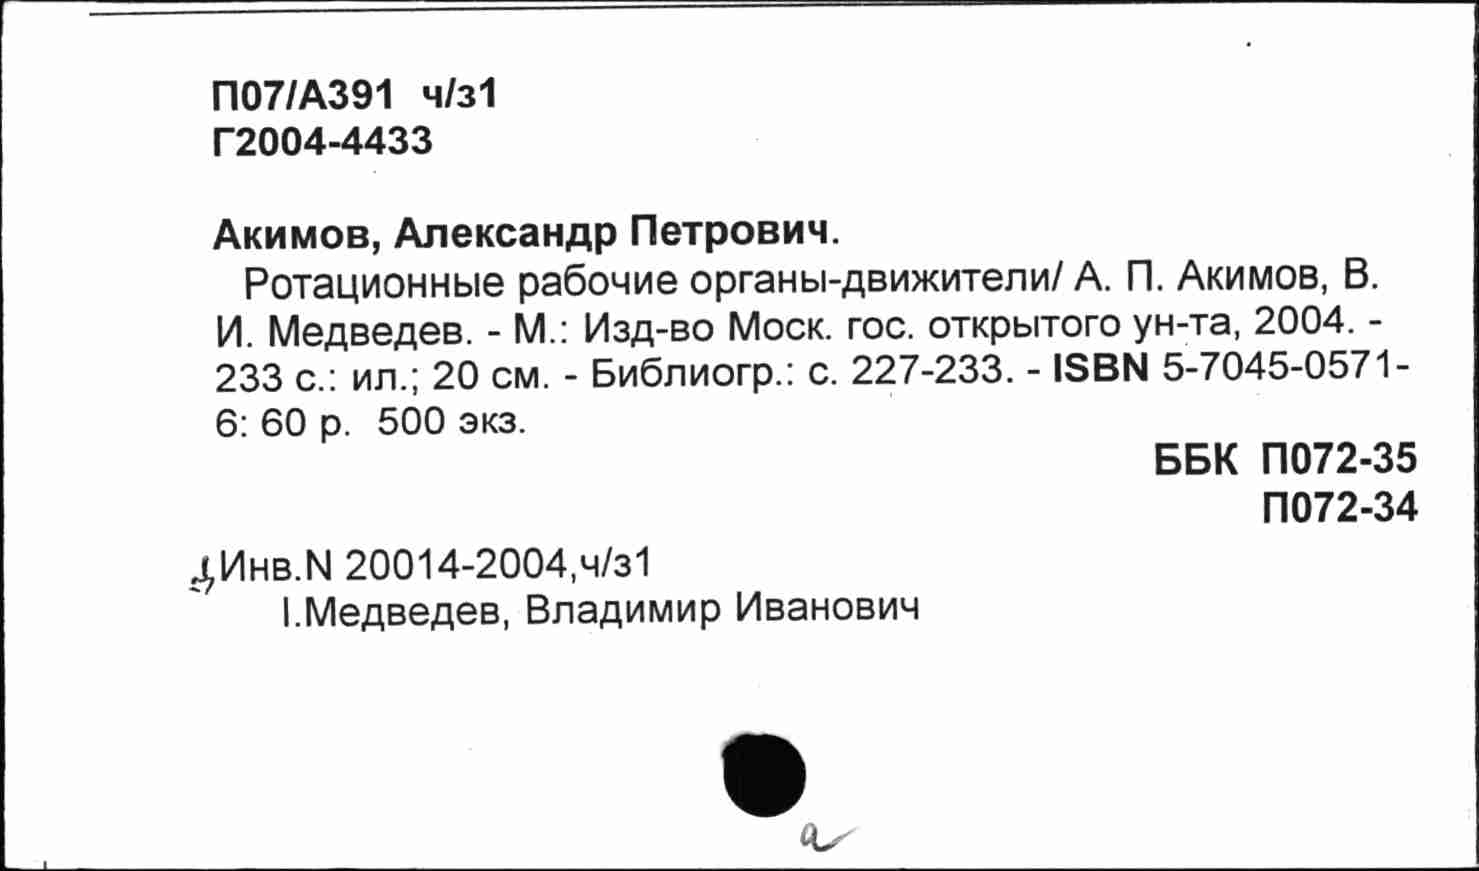 П07/А391 ч/з1
Г2004-4433
Акимов, Александр Петрович.
Ротационные рабочие органы-движители/ А. П. Акимов, В.
И. Медведев. - М.: Изд-во Моск. гос. открытого ун-та, 2004. -
233 с.: ил.; 20 см. - Библиогр.: с. 227-233. - ISBN 5-7045-0571-
6: 60 р. 500 экз.
ББК П072-35
П072-34
Инв.N 20014-2004,ч/з1
I.Медведев, Владимир Иванович
а